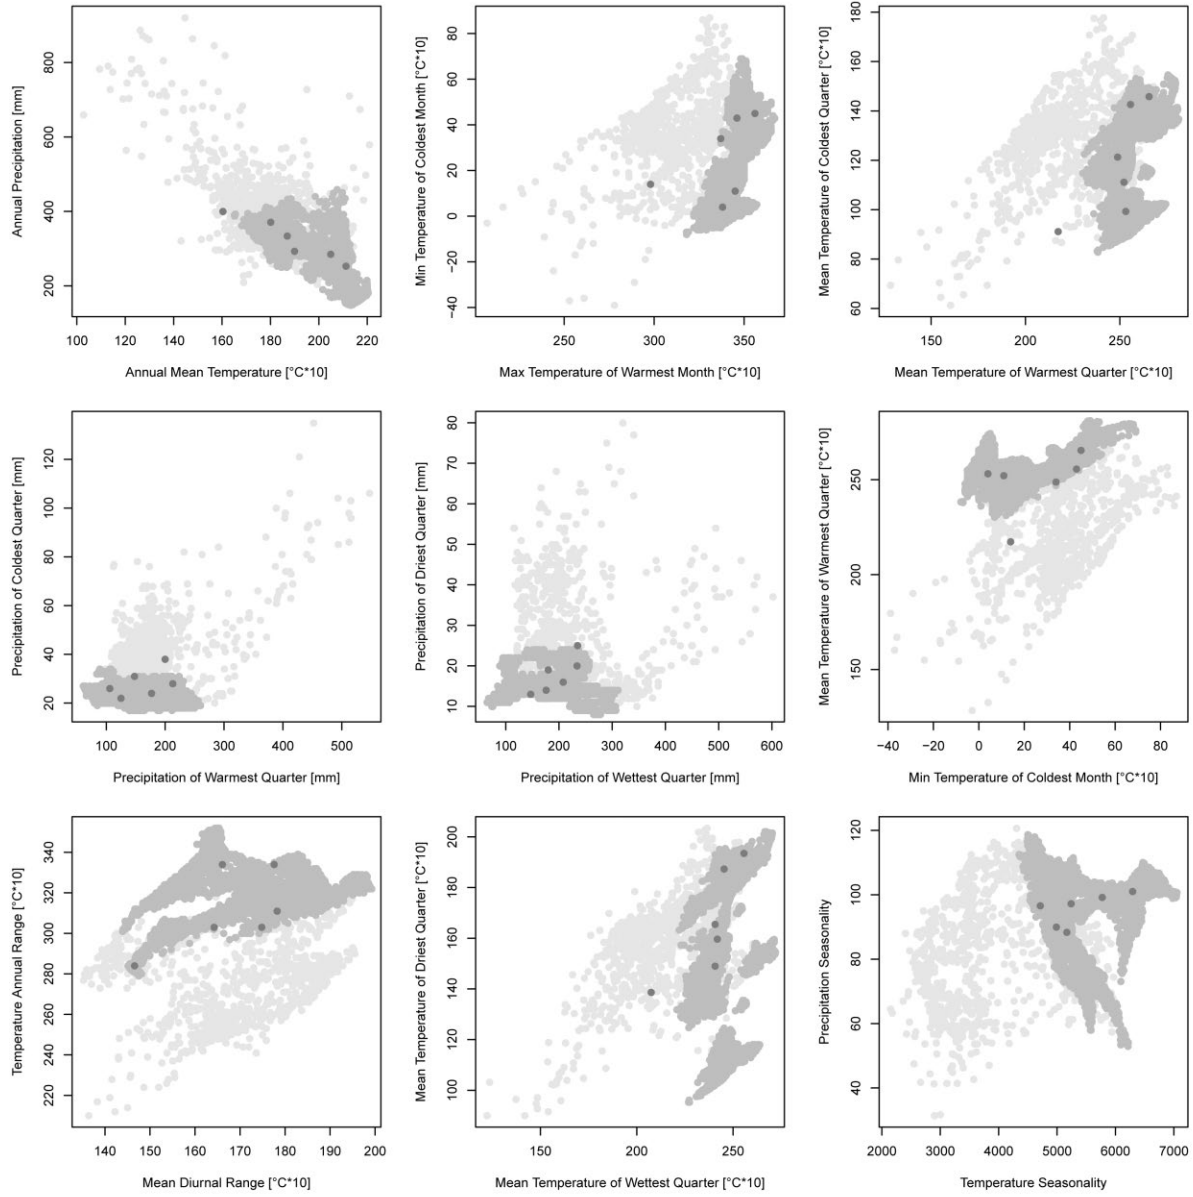 Annual Precipitation [mm]
200 400 600 800
100 120 140 160 180 200 220
Annual Mean Temperature [°C*10]
Min Temperature of Coldest Month [°C*10]
−40 −20 0 20 40 60 80
250 300 350
Max Temperature of Warmest Month [°C*10]
Mean Temperature of Coldest Quarter [°C*10]
60 80 100 120 140 160 180
150 200 250
Mean Temperature of Warmest Quarter [°C*10]
Precipitation of Coldest Quarter [mm]
20 40 60 80 100 120
100 200 300 400 500
Precipitation of Warmest Quarter [mm]
Precipitation of Driest Quarter [mm]
10 20 30 40 50 60 70 80
100 200 300 400 500 600
Precipitation of Wettest Quarter [mm]
Mean Temperature of Warmest Quarter [°C*10]
150 200 250
−40 −20 0 20 40 60 80
Min Temperature of Coldest Month [°C*10]
Temperature Annual Range [°C*10]
220 240 260 280 300 320 340
140 150 160 170 180 190 200
Mean Diurnal Range [°C*10]
Mean Temperature of Driest Quarter [°C*10]
100 120 140 160 180 200
150 200 250
Mean Temperature of Wettest Quarter [°C*10]
Precipitation Seasonality
40 60 80 100 120
2000 3000 4000 5000 6000 7000
Temperature Seasonality